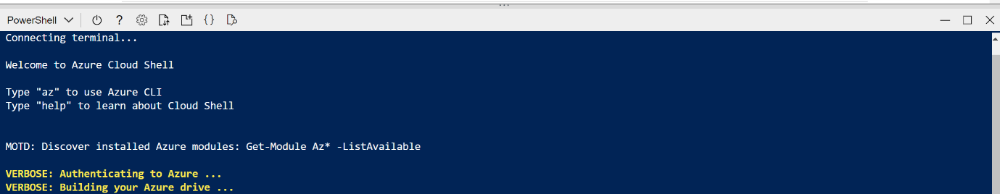 PowerShell
Connecting terminal...
Welcome to Azure Cloud Shell
Type "az" to use Azure CLI
Type "help" to learn about Cloud Shell
MOTD: Discover installed Azure modules: Get-Module Az* -ListAvailable
VERBOSE: Authenticating to Azure ...
VERBOSE: Building your Azure drive ...